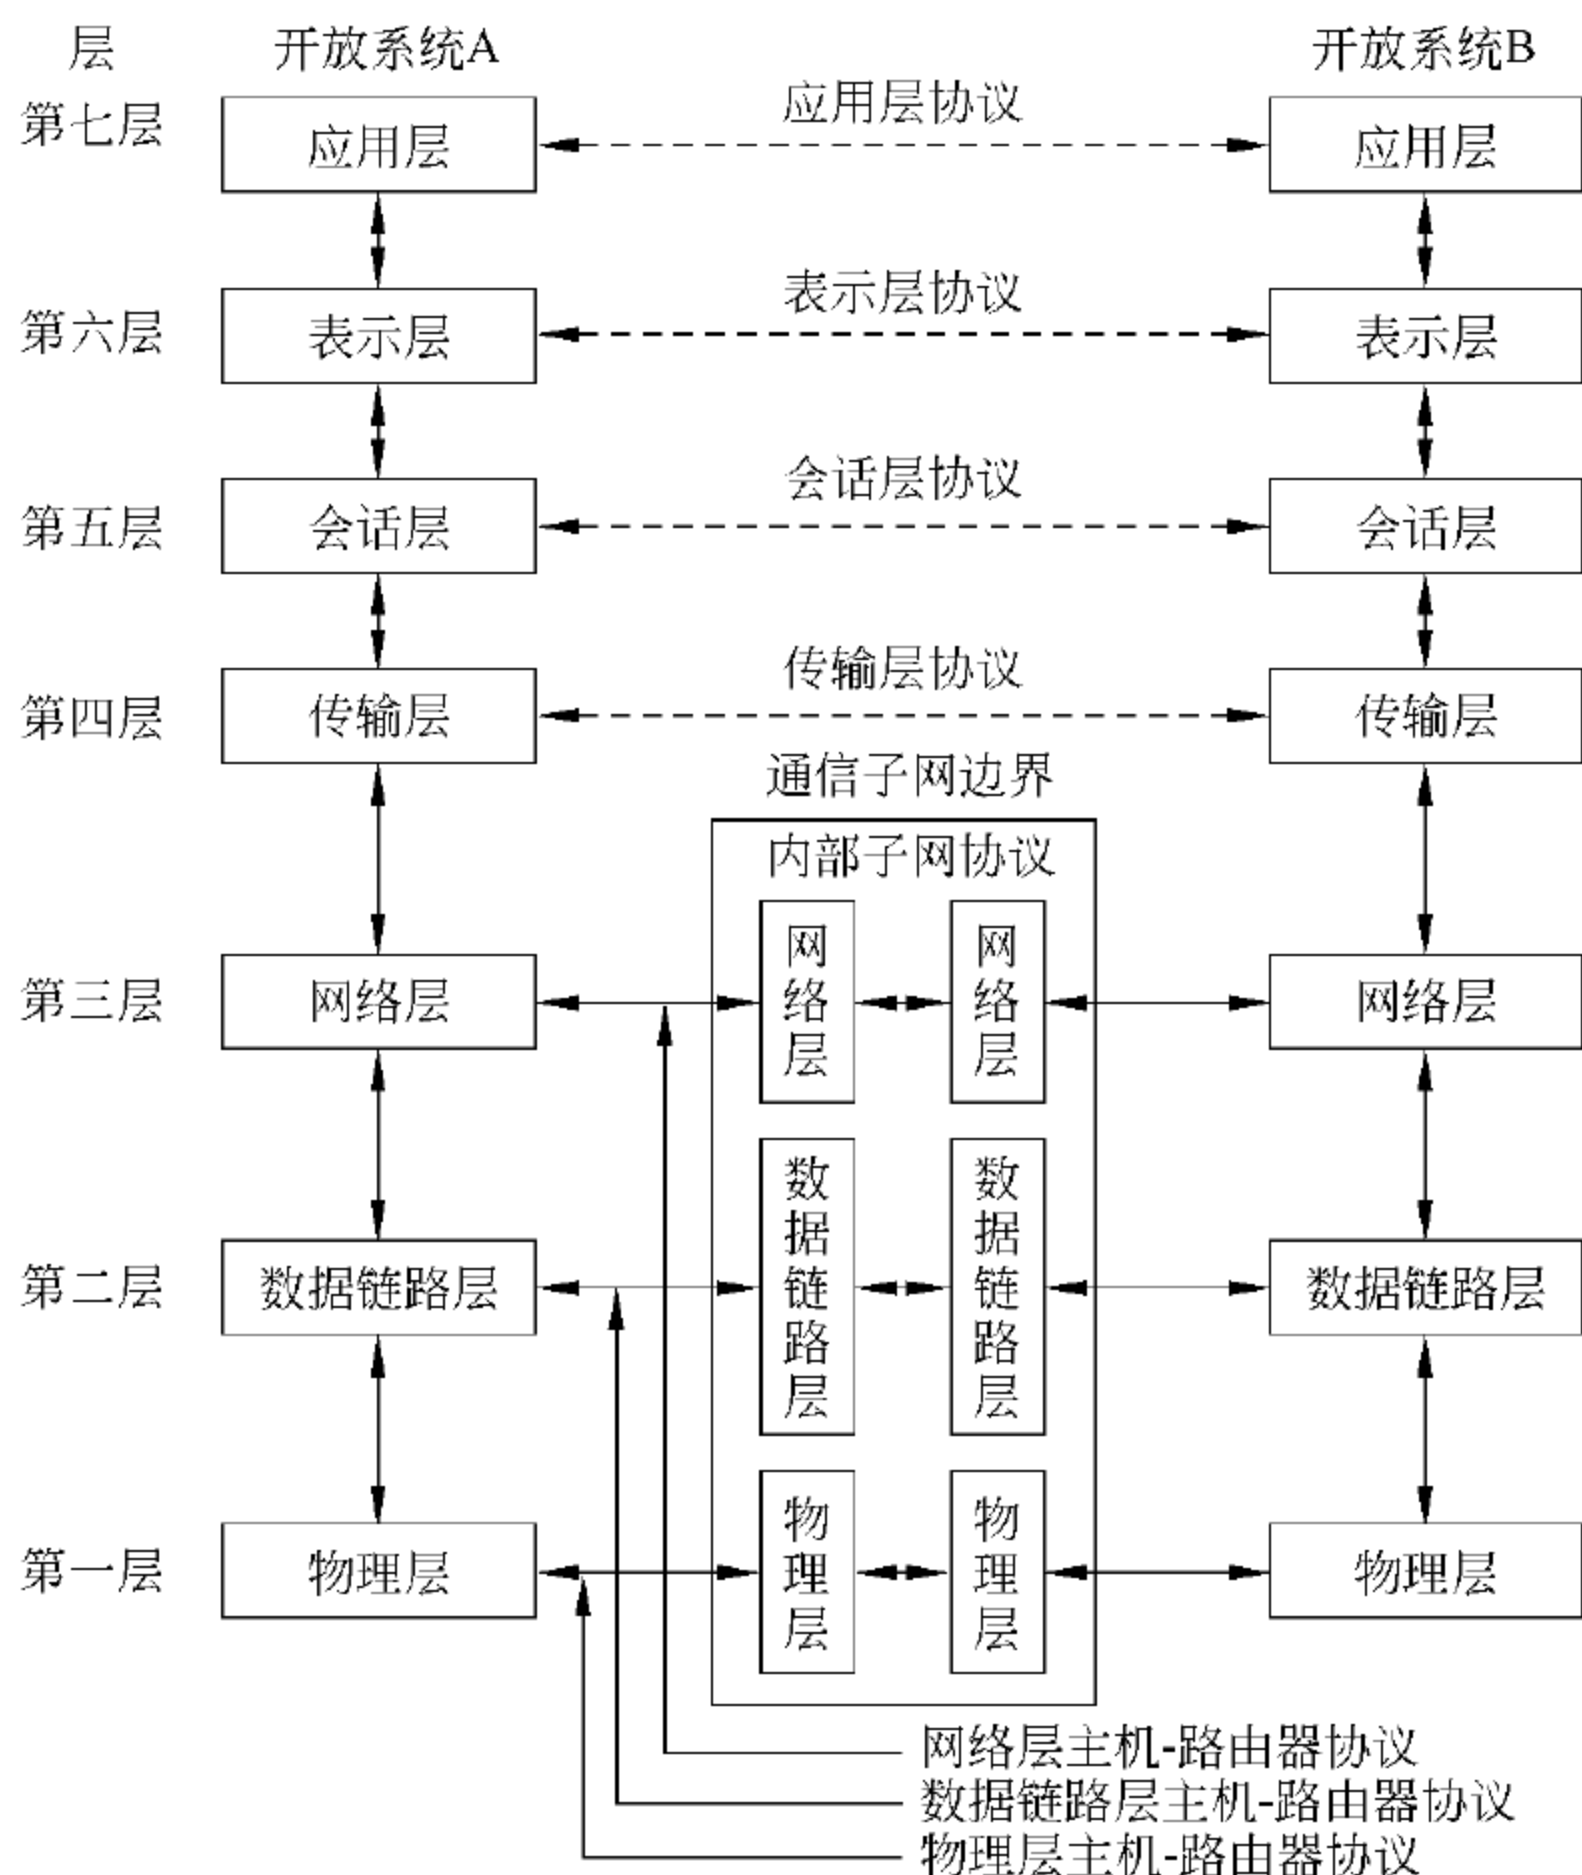 层
开放系统A
开放系统B
第七层
应用层
应用层协议
应用层
第六层
表示层
表示层协议
表示层
第五层
会话层
会话层协议
会话层
第四层
传输层
传输层协议
传输层
通信子网边界
内部子网协议
第三层
网络层
网络层
网络层
网络层
第二层
数据链路层
数据链路层
数据链路层
数据链路层
第一层
物理层
物理层
物理层
物理层
网络层主机-路由器协议
数据链路层主机-路由器协议
物理层主机-路由器协议